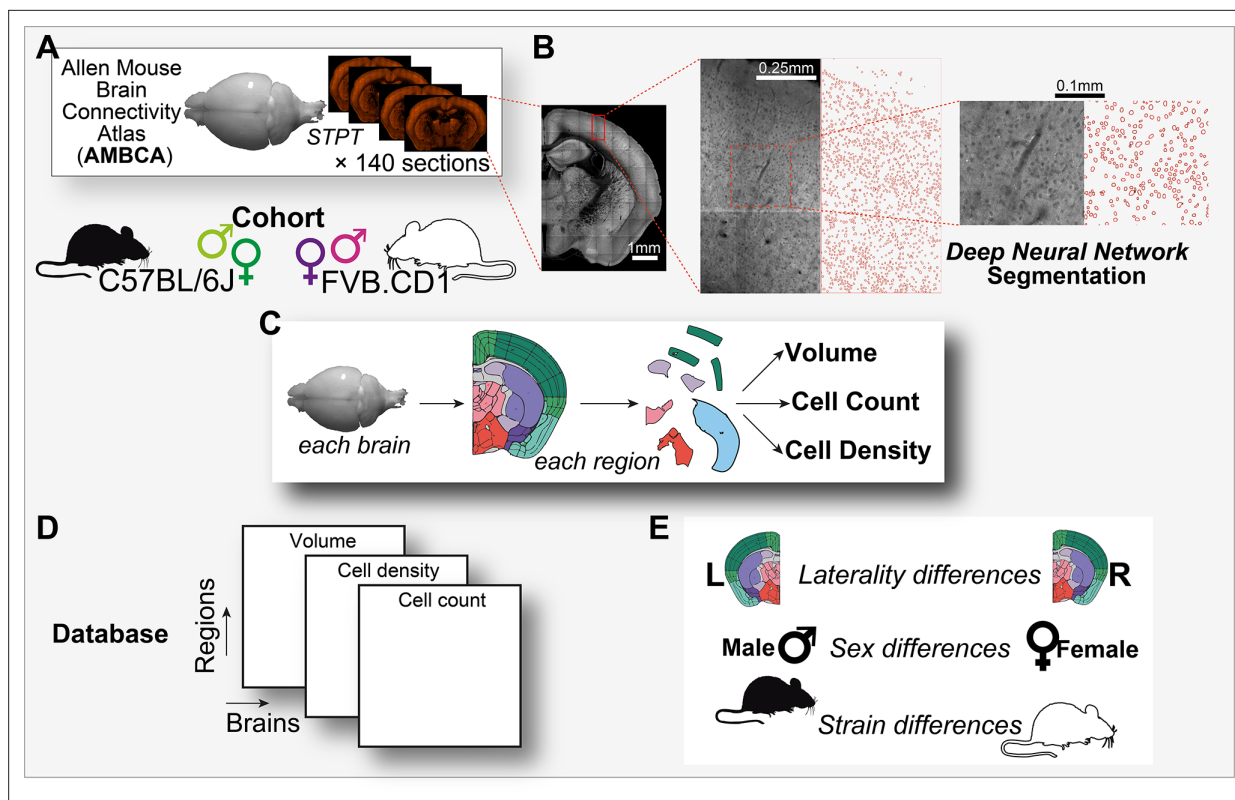 A
Allen Mouse
Brain
Connectivity
Atlas
(AMBCA)
STPT
× 140 sections
Cohort
♂
♀
♀
♂
C57BL/6J
FVB.CD1
B
1mm
0.25mm
0.1mm
Deep Neural Network
Segmentation
C
each brain
each region
Volume
Cell Count
Cell Density
D
Database
Regions
Brains
Volume
Cell density
Cell count
E
L
Laterality differences
R
Male ♂
Sex differences
♀ Female
Strain differences